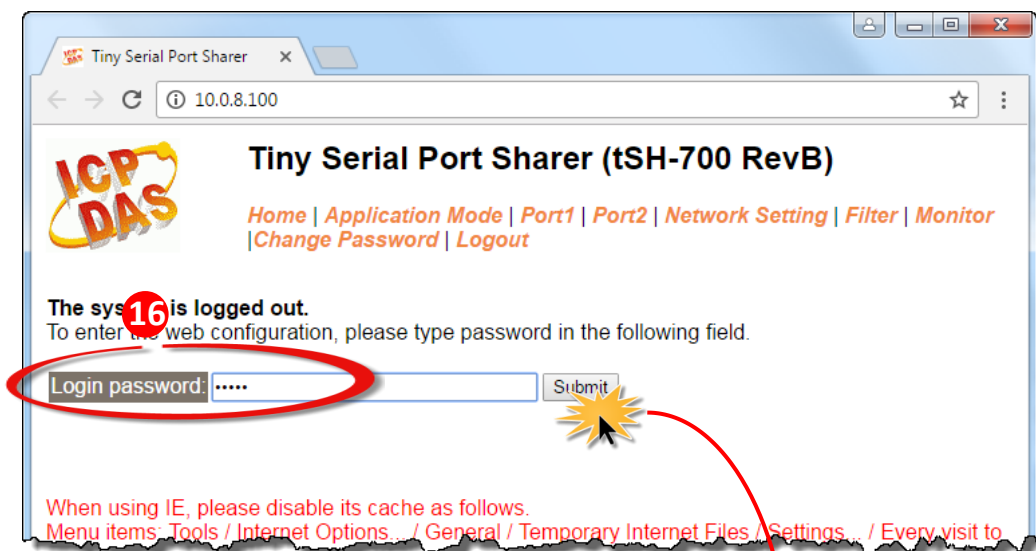 Tiny Serial Port Sharer
10.0.8.100
ICP
DAS
Tiny Serial Port Sharer (tSH-700 RevB)
Home | Application Mode | Port1 | Port2 | Network Setting | Filter | Monitor
|Change Password | Logout
The sys is logged out.
16
To enter the web configuration, please type password in the following field.
Login password: •••••
Submit
When using IE, please disable its cache as follows.
Menu items: Tools / Internet Options... / General / Temporary Internet Files / Settings... / Every visit to